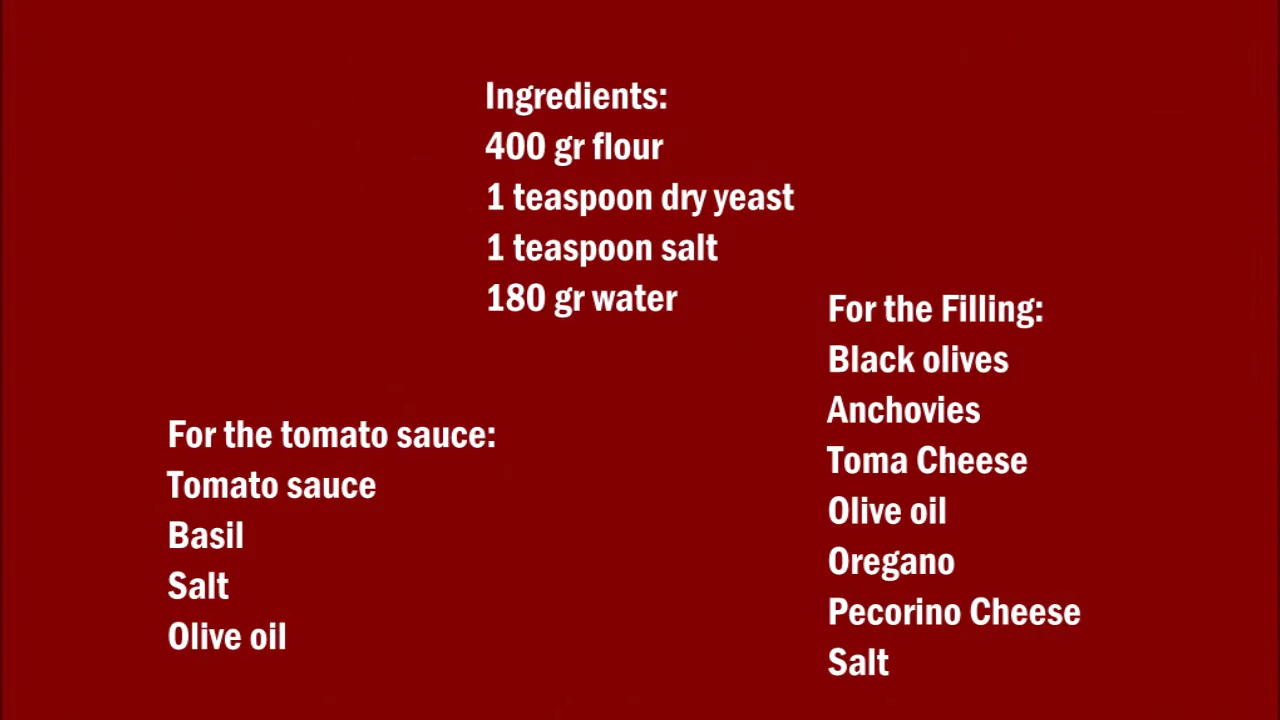 Ingredients:
400 gr flour
1 teaspoon dry yeast
1 teaspoon salt
180 gr water
For the tomato sauce:
Tomato sauce
Basil
Salt
Olive oil
For the Filling:
Black olives
Anchovies
Toma Cheese
Olive oil
Oregano
Pecorino Cheese
Salt